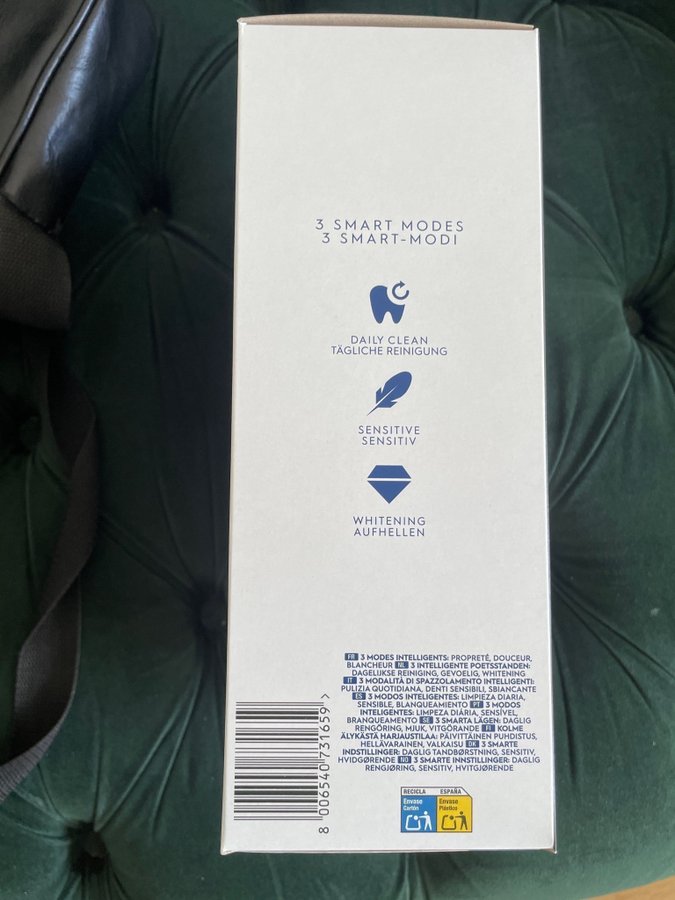 3 SMART MODES
3 SMART-MODI
DAILY CLEAN
TÄGLICHE REINIGUNG
SENSITIVE
SENSITIV
WHITENING
AUFHELLEN
FR 3 MODES INTELLIGENTS: PROPRETÉ, DOUCEUR,
BLANCHEUR NL 3 INTELLIGENTE POETSSTANDEN:
DAGELIJKSE REINIGING, GEVOELIG, WHITENING
IT 3 MODALITÀ DI SPAZZOLAMENTO INTELLIGENTI:
PULIZIA QUOTIDIANA, DENTI SENSIBILI, SBIANCANTE
ES 3 MODOS INTELIGENTES: LIMPIEZA DIARIA,
SENSIBLE, BLANQUEAMIENTO PT 3 MODOS
INTELIGENTES: LIMPEZA DIÁRIA, SENSÍVEL,
BRANQUEAMENTO SE 3 SMARTA LÄGEN: DAGLIG
RENGÖRING, MJUK, VITGÖRANDE FI KOLME
ÄLYKÄSTÄ HARJAUSTILAA: PÄIVITTÄINEN PUHDISTUS,
HELLÄVARAINEN, VALKAISU DK 3 SMARTE
INDSTILLINGER: DAGLIG TANDBØRSTNING, SENSITIV,
HVIDGØRENDE NO 3 SMARTE INNSTILLINGER: DAGLIG
RENGJØRING, SENSITIV, HVITGJØRENDE
8 006540 731659 >
RECICLA ESPAÑA
Envase Cartón
Envase Plástico